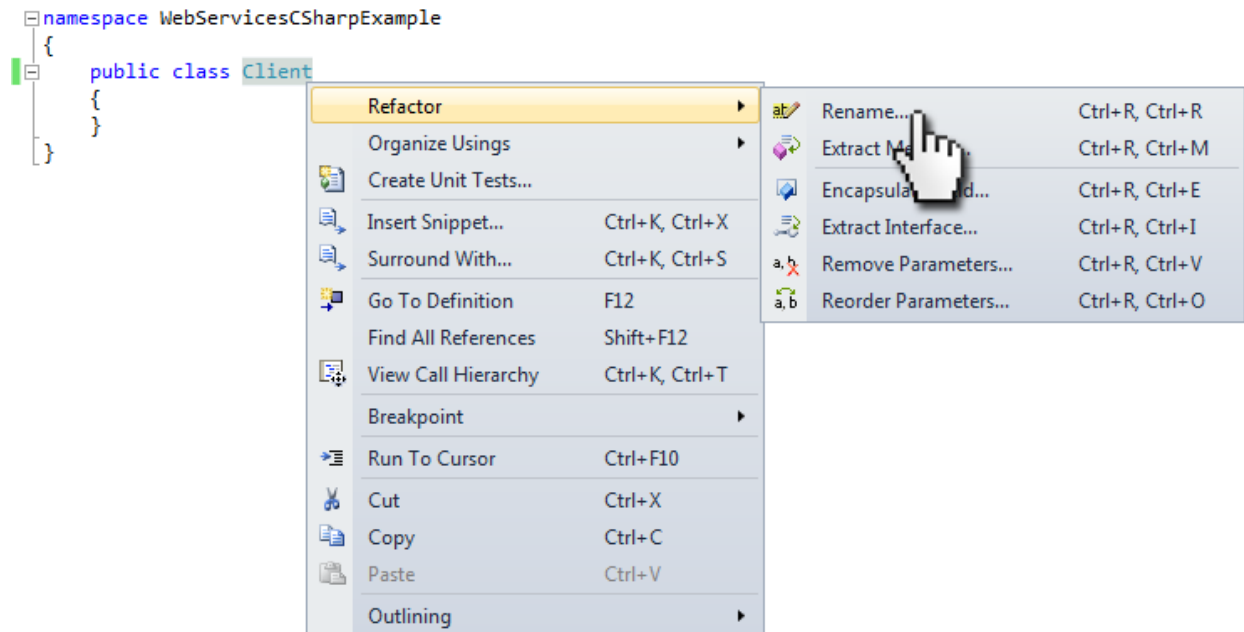 namespace WebServicesCSharpExample
{
public class Client
{
}
}
Refactor
Organize Usings
Create Unit Tests...
Insert Snippet... Ctrl+K, Ctrl+X
Surround With... Ctrl+K, Ctrl+S
Go To Definition F12
Find All References Shift+F12
View Call Hierarchy Ctrl+K, Ctrl+T
Breakpoint
Run To Cursor Ctrl+F10
Cut Ctrl+X
Copy Ctrl+C
Paste Ctrl+V
Outlining
Rename... Ctrl+R, Ctrl+R
Extract Ctrl+R, Ctrl+M
Ctrl+R, Ctrl+E
Extract Interface... Ctrl+R, Ctrl+I
Remove Parameters... Ctrl+R, Ctrl+V
Reorder Parameters... Ctrl+R, Ctrl+O